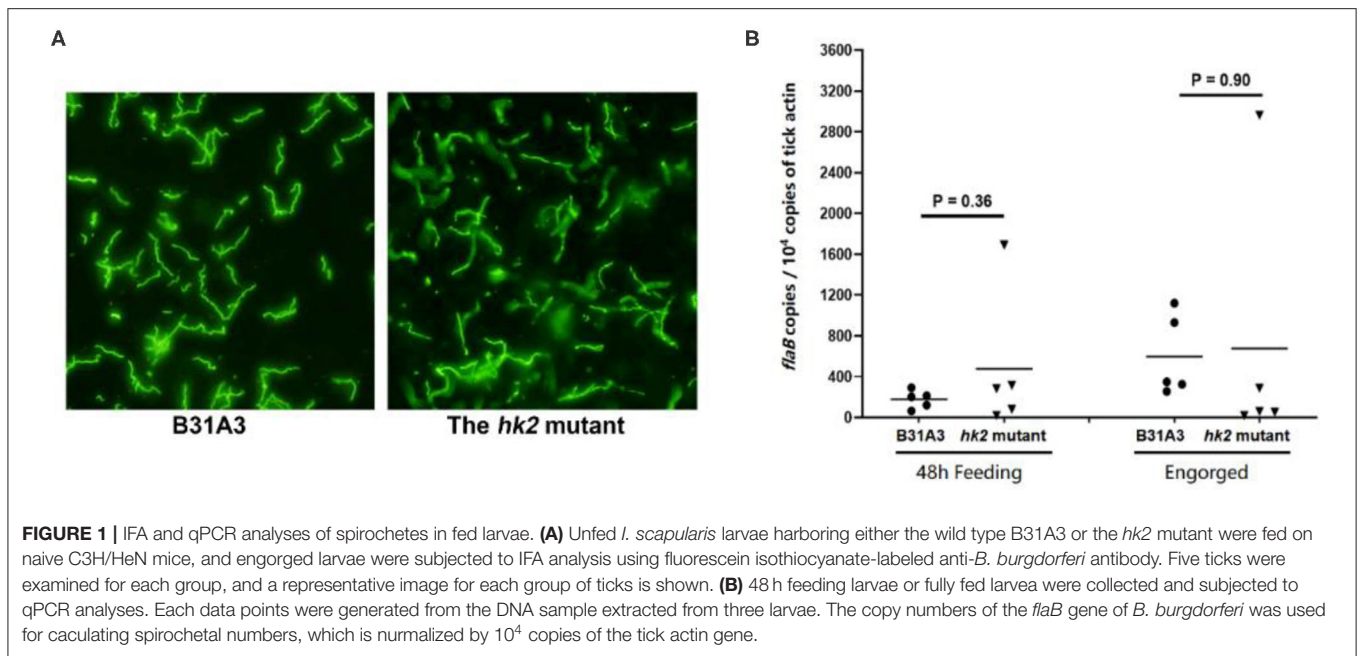 A
B31A3
The hk2 mutant
B
flaB copies / 10⁴ copies of tick actin
3600
3200
2800
2400
2000
1600
1200
800
400
0
P = 0.36
P = 0.90
B31A3 hk2 mutant B31A3 hk2 mutant
48h Feeding Engorged
FIGURE 1 | IFA and qPCR analyses of spirochetes in fed larvae. (A) Unfed I. scapularis larvae harboring either the wild type B31A3 or the hk2 mutant were fed on
naive C3H/HeN mice, and engorged larvae were subjected to IFA analysis using fluorescein isothiocyanate-labeled anti-B. burgdorferi antibody. Five ticks were
examined for each group, and a representative image for each group of ticks is shown. (B) 48 h feeding larvae or fully fed larvea were collected and subjected to
qPCR analyses. Each data points were generated from the DNA sample extracted from three larvae. The copy numbers of the flaB gene of B. burgdorferi was used
for caculating spirochetal numbers, which is nurmalized by 10⁴ copies of the tick actin gene.